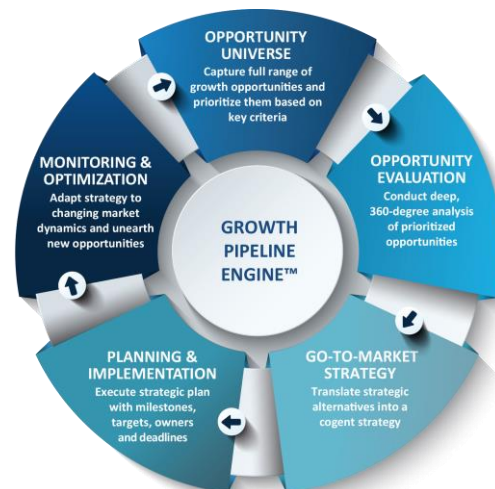 OPPORTUNITY
UNIVERSE
Capture full range of
growth opportunities and
prioritize them based on
key criteria
OPPORTUNITY
EVALUATION
Conduct deep,
360-degree analysis
of prioritized
opportunities
GO-TO-MARKET
STRATEGY
Translate strategic
alternatives into a
cogent strategy
PLANNING &
IMPLEMENTATION
Execute strategic plan
with milestones,
targets, owners
and deadlines
MONITORING &
OPTIMIZATION
Adapt strategy to
changing market
dynamics and unearth
new opportunities
GROWTH
PIPELINE
ENGINE™